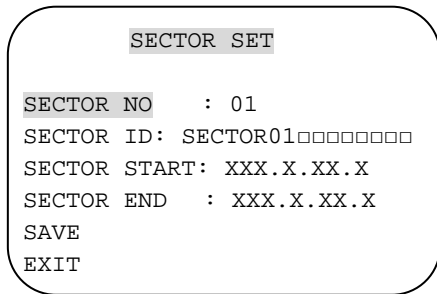 SECTOR SET
SECTOR NO : 01
SECTOR ID: SECTOR01□□□□□□□□
SECTOR START: XXX.X.XX.X
SECTOR END : XXX.X.XX.X
SAVE
EXIT